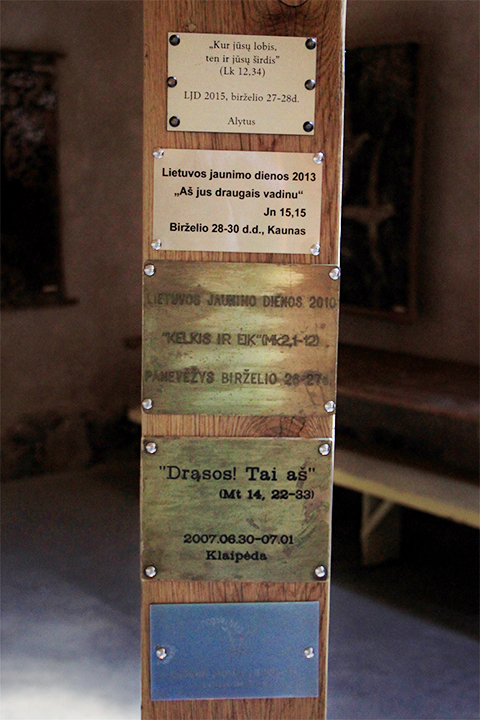 „Kur jūsų lobis,
ten ir jūsų širdis”
(Lk 12,34)
LJD 2015, birželio 27-28d.
Alytus
Lietuvos jaunimo dienos 2013
„Aš jus draugais vadinu“
Jn 15,15
Birželio 28-30 d.d., Kaunas
LIETUVOS JAUNIMO DIENOS 2010
"KELKIS IR EIK"(Mk2,1-12)
PANEVĖŽYS BIRŽELIO 26-27d.
"Drąsos! Tai aš"
(Mt 14, 22-33)
2007.06.30-07.01
Klaipėda